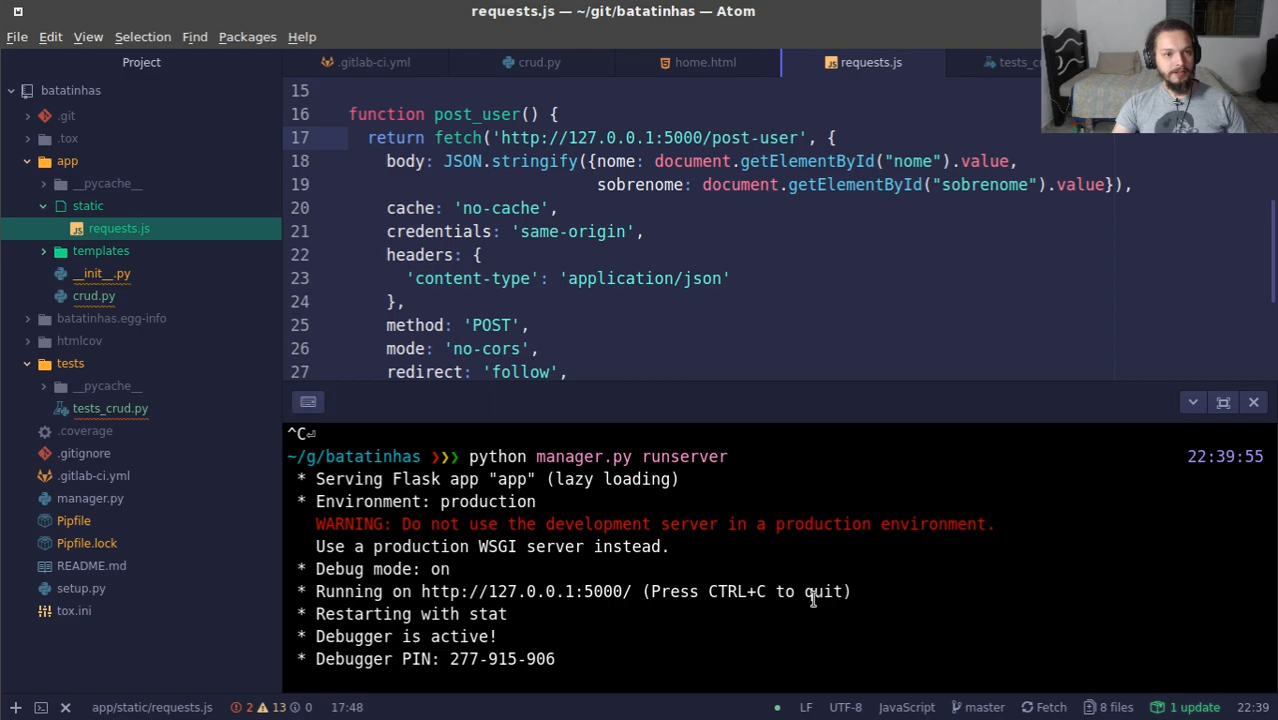 requests.js — ~/git/batatinhas — Atom
File Edit View Selection Find Packages Help
Project
.gitlab-ci.yml
crud.py
home.html
requests.js
tests_cr
batatinhas
.git
.tox
app
__pycache__
static
requests.js
templates
__init__.py
crud.py
batatinhas.egg-info
htmlcov
tests
__pycache__
tests_crud.py
.coverage
.gitignore
.gitlab-ci.yml
manager.py
Pipfile
Pipfile.lock
README.md
setup.py
tox.ini
15
16 function post_user() {
17 return fetch('http://127.0.0.1:5000/post-user', {
18 body: JSON.stringify({nome: document.getElementById("nome").value,
19 sobrenome: document.getElementById("sobrenome").value}),
20 cache: 'no-cache',
21 credentials: 'same-origin',
22 headers: {
23 'content-type': 'application/json'
24 },
25 method: 'POST',
26 mode: 'no-cors',
27 redirect: 'follow',
^C⏎
~/g/batatinhas ❯❯❯ python manager.py runserver 22:39:55
* Serving Flask app "app" (lazy loading)
* Environment: production
WARNING: Do not use the development server in a production environment.
Use a production WSGI server instead.
* Debug mode: on
* Running on http://127.0.0.1:5000/ (Press CTRL+C to quit)
* Restarting with stat
* Debugger is active!
* Debugger PIN: 277-915-906
app/static/requests.js 2 13 0 17:48 LF UTF-8 JavaScript master Fetch 8 files 1 update 22:39